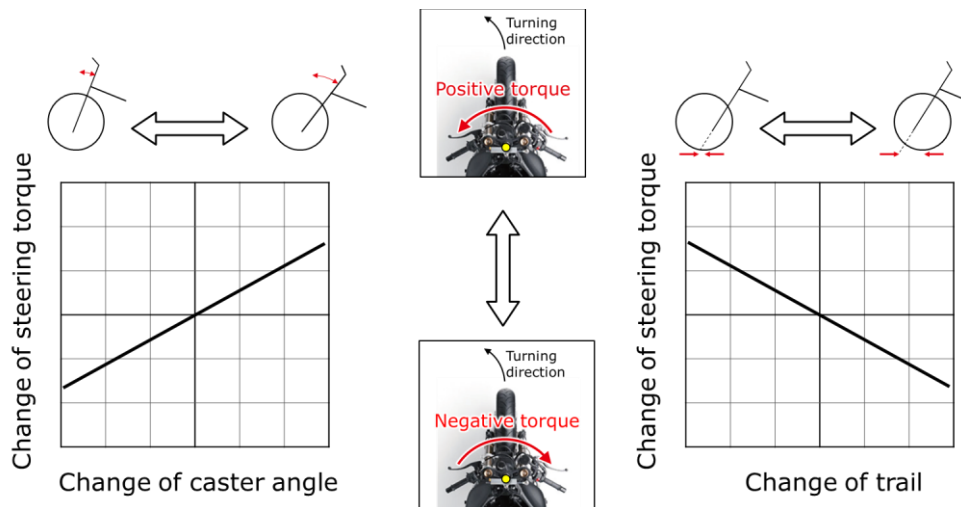 Turning
direction
Positive torque
Change of steering torque
Change of caster angle
Turning
direction
Negative torque
Change of steering torque
Change of trail